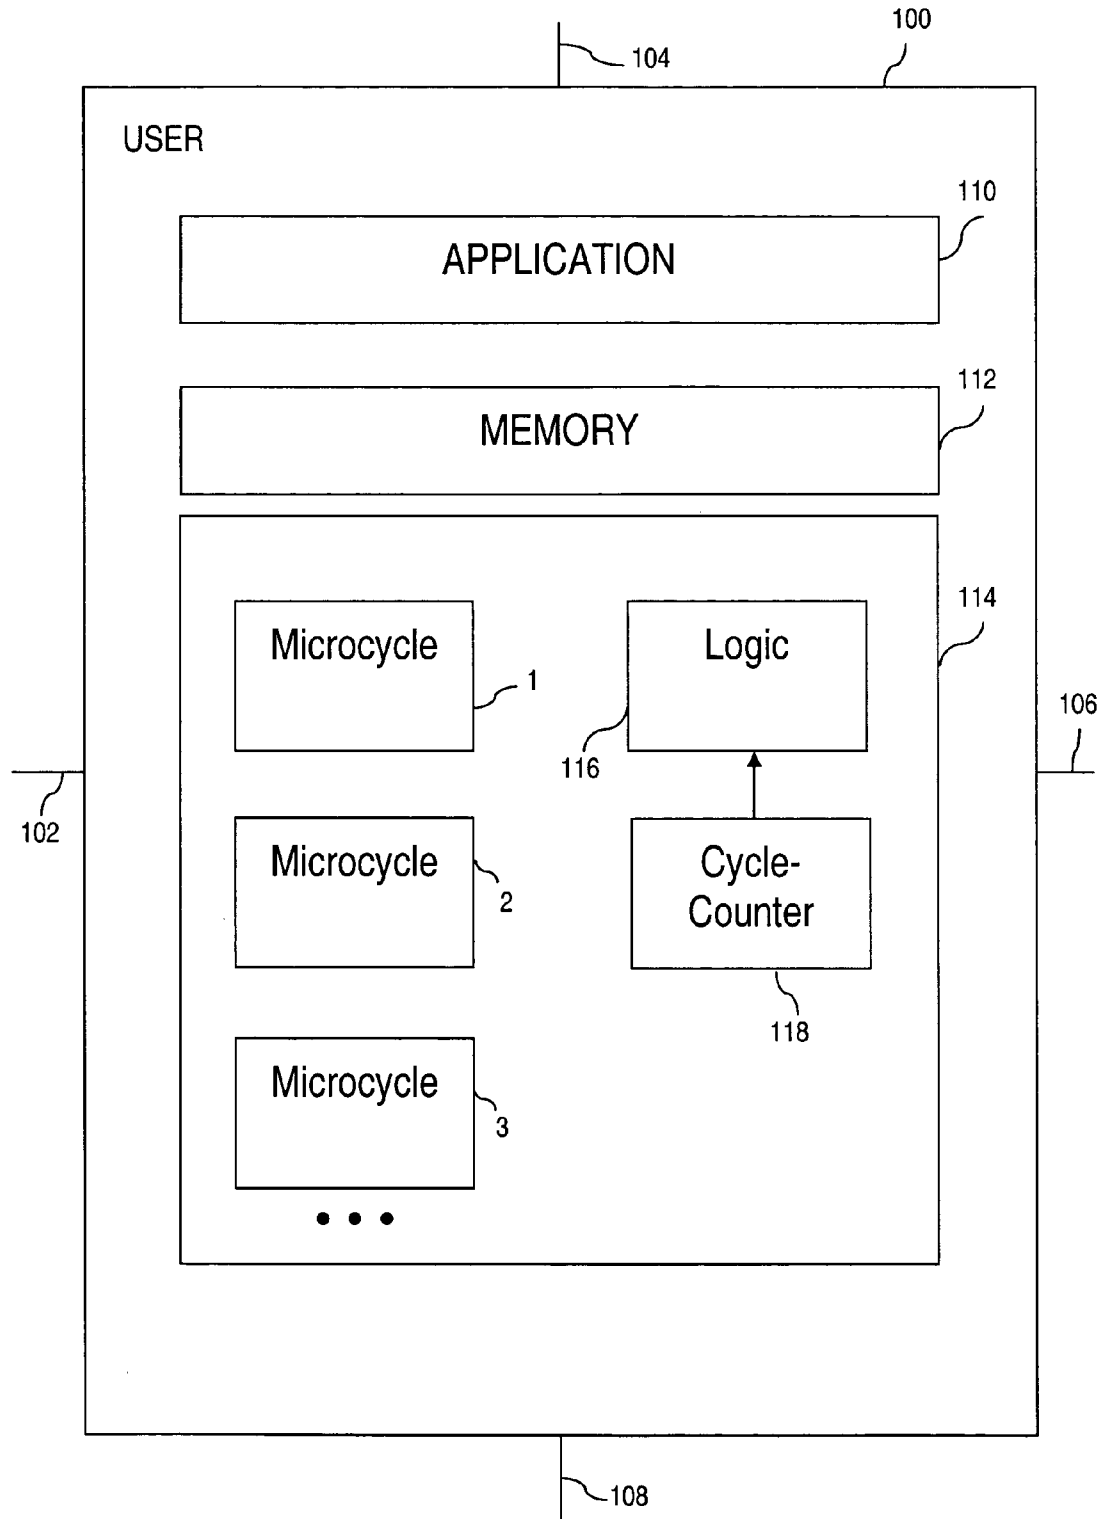 100
104
USER
110
APPLICATION
112
MEMORY
114
Microcycle
Logic
1
106
116
102
Microcycle
Cycle-
Counter
2
118
Microcycle
3
108